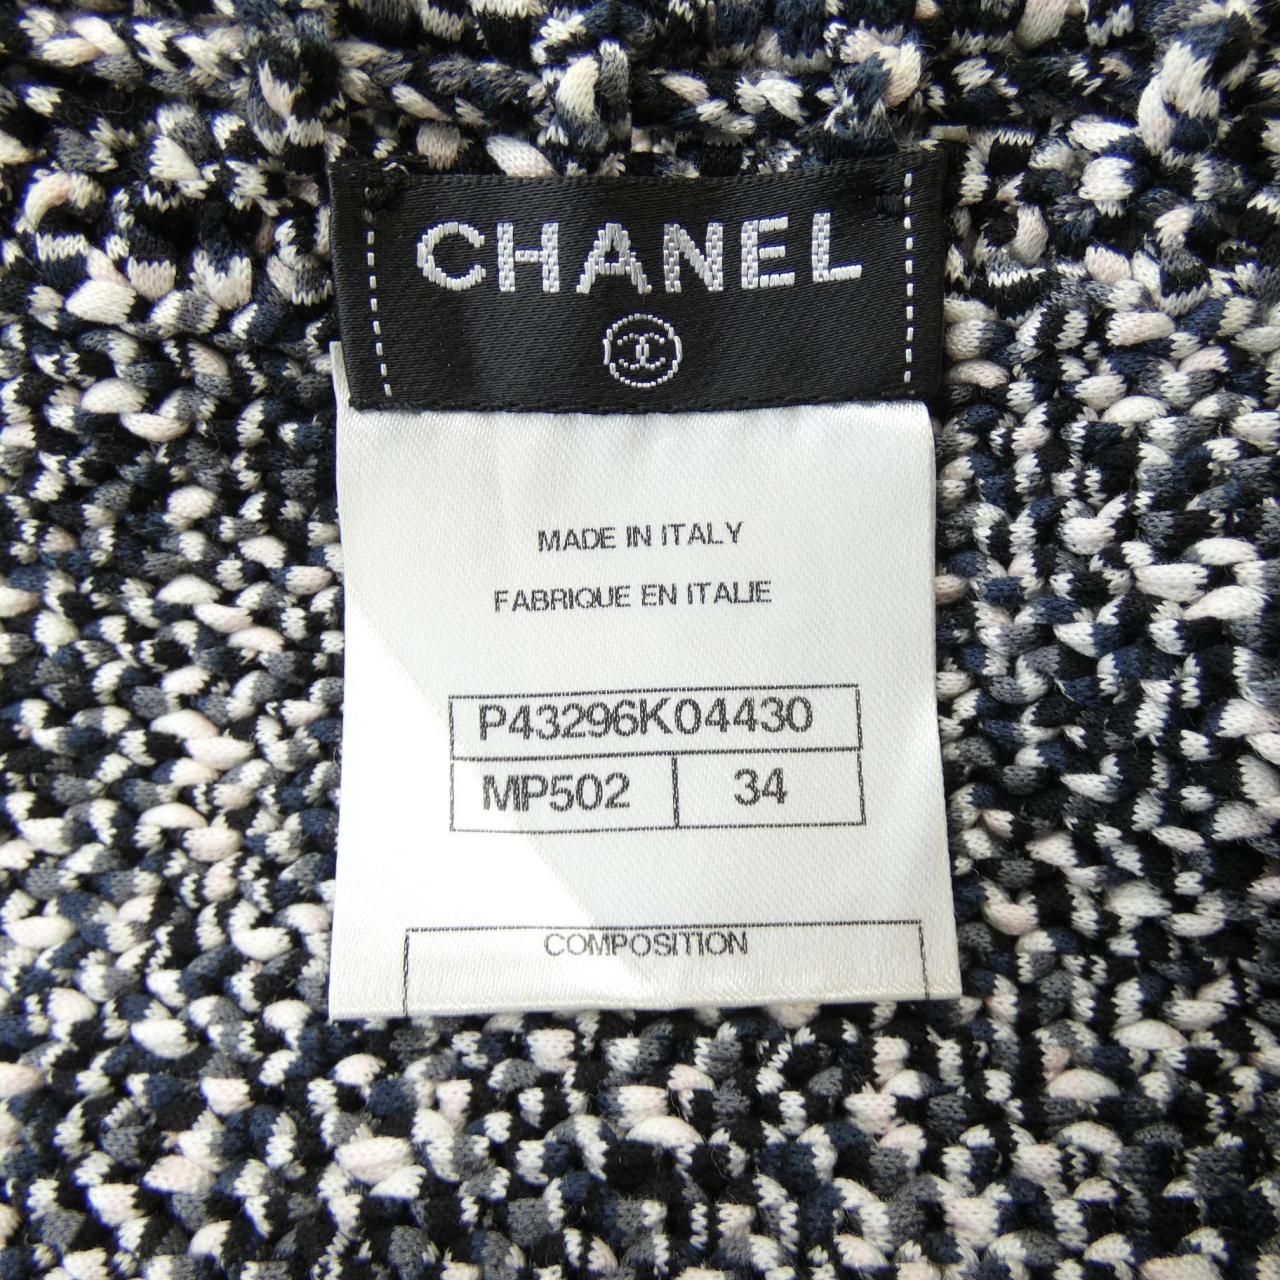 CHANEL
MADE IN ITALY
FABRIQUE EN ITALIE
P43296K04430
MP502 34
COMPOSITION